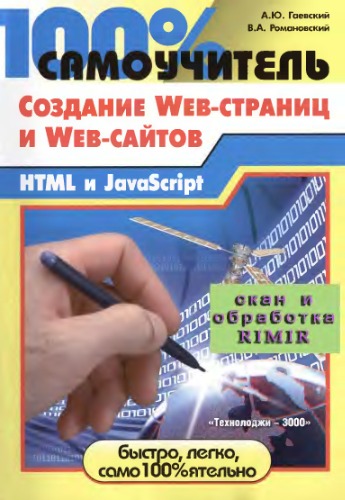 А.Ю. Гаевский
В.А. Романовский
100%
САМОУЧИТЕЛЬ
СОЗДАНИЕ WEB-СТРАНИЦ
И WEB-САЙТОВ
HTML и JavaScript
скан и
обработка
RIMIR
«Технолоджи – 3000»
быстро, легко,
само100%ятельно